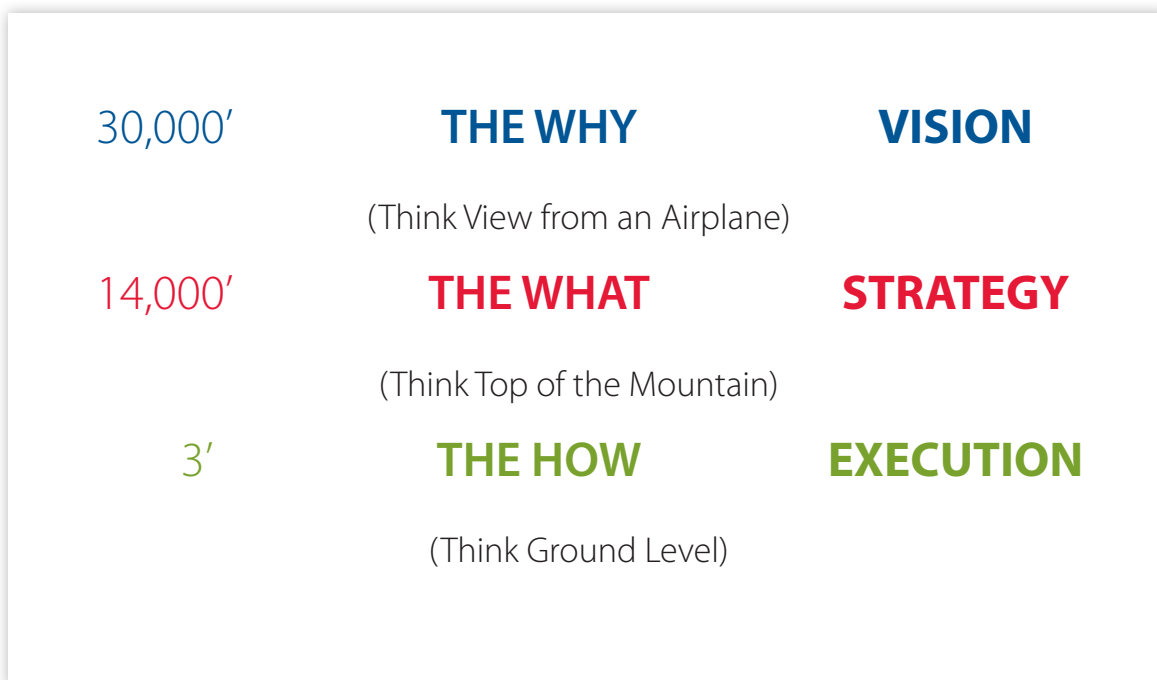 30,000’ THE WHY VISION
(Think View from an Airplane)
14,000’ THE WHAT STRATEGY
(Think Top of the Mountain)
3’ THE HOW EXECUTION
(Think Ground Level)